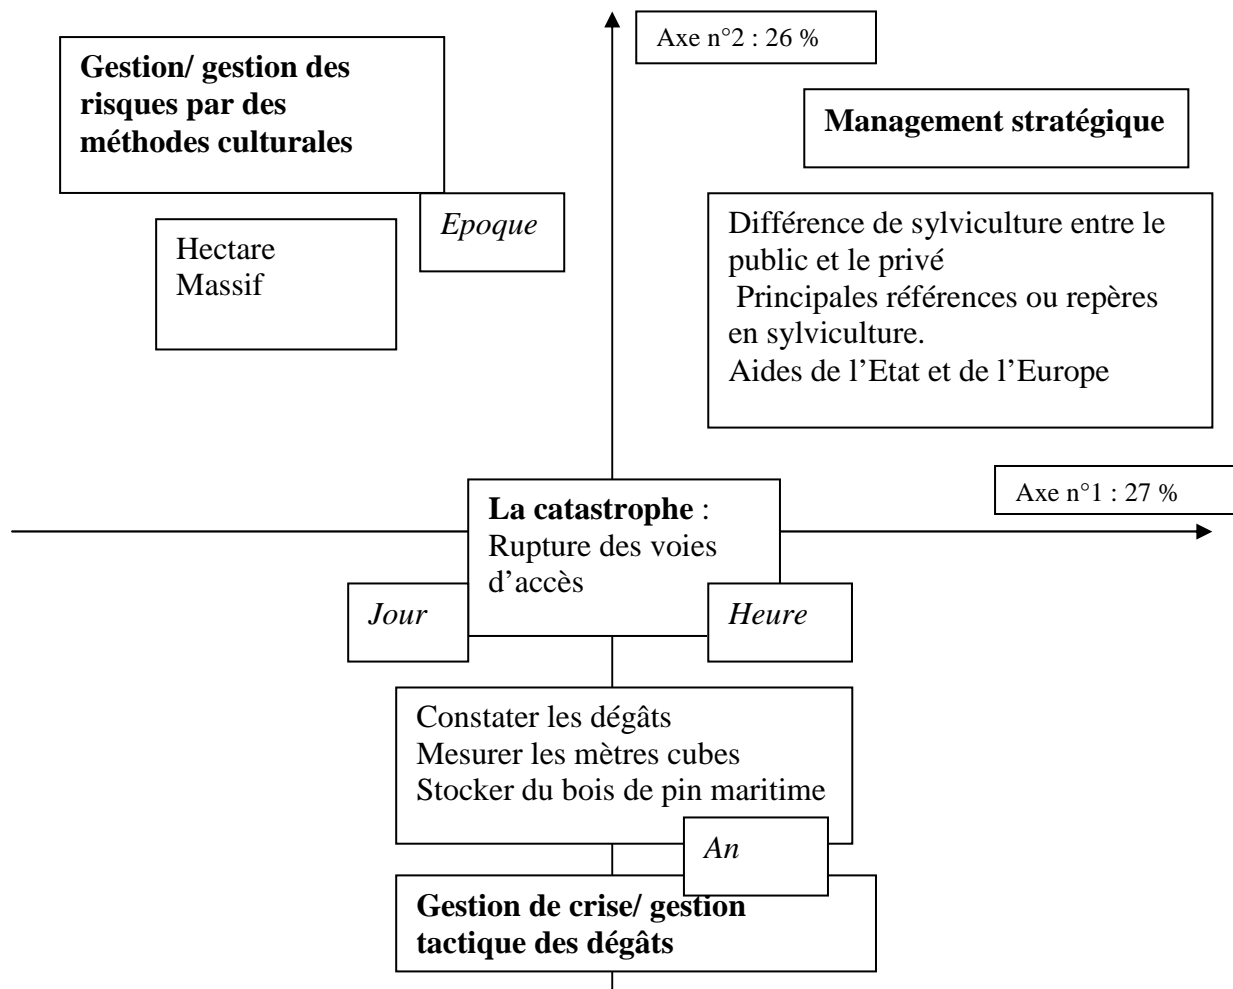 Axe n°2 : 26 %
Gestion/ gestion des
risques par des
méthodes culturales
Management stratégique
Epoque
Hectare
Massif
Différence de sylviculture entre le
public et le privé
Principales références ou repères
en sylviculture.
Aides de l’Etat et de l’Europe
Axe n°1 : 27 %
La catastrophe :
Rupture des voies
d’accès
Jour
Heure
Constater les dégâts
Mesurer les mètres cubes
Stocker du bois de pin maritime
An
Gestion de crise/ gestion
tactique des dégâts